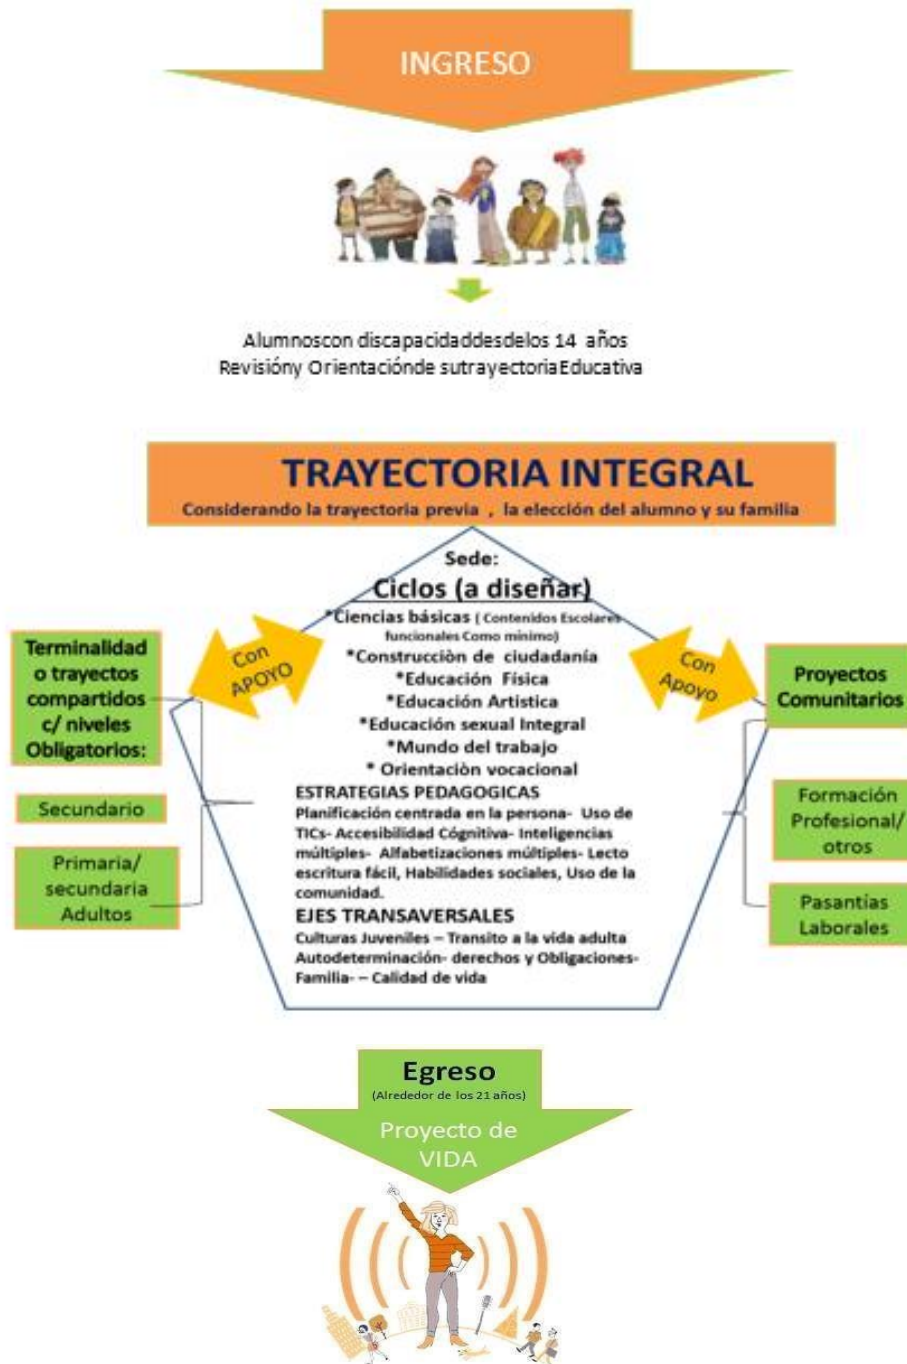 INGRESO
Alumnoscon discapacidaddesdelos 14 años
Revisióny Orientaciónde sutrayectoriaEducativa
TRAYECTORIA INTEGRAL
Considerando la trayectoria previa , la elección del alumno y su familia
Sede:
Ciclos (a diseñar)
*Ciencias básicas ( Contenidos Escolares
funcionales Como mínimo)
*Construcciòn de ciudadanía
*Educación Física
*Educación Artistica
*Educación sexual Integral
*Mundo del trabajo
* Orientaciòn vocacional
ESTRATEGIAS PEDAGOGICAS
Planificación centrada en la persona- Uso de
TICs- Accesibilidad Cógnitiva- Inteligencias
múltiples- Alfabetizaciones múltiples- Lecto
escritura fácil, Habilidades sociales, Uso de la
comunidad.
EJES TRANSAVERSALES
Culturas Juveniles – Transito a la vida adulta
Autodeterminación- derechos y Obligaciones-
Familia- – Calidad de vida
Con
APOYO
Terminalidad
o trayectos
compartidos
c/ niveles
Obligatorios:
Secundario
Primaria/
secundaria
Adultos
Con
Apoyo
Proyectos
Comunitarios
Formación
Profesional/
otros
Pasantías
Laborales
Egreso
(Alrededor de los 21 años)
Proyecto de
VIDA